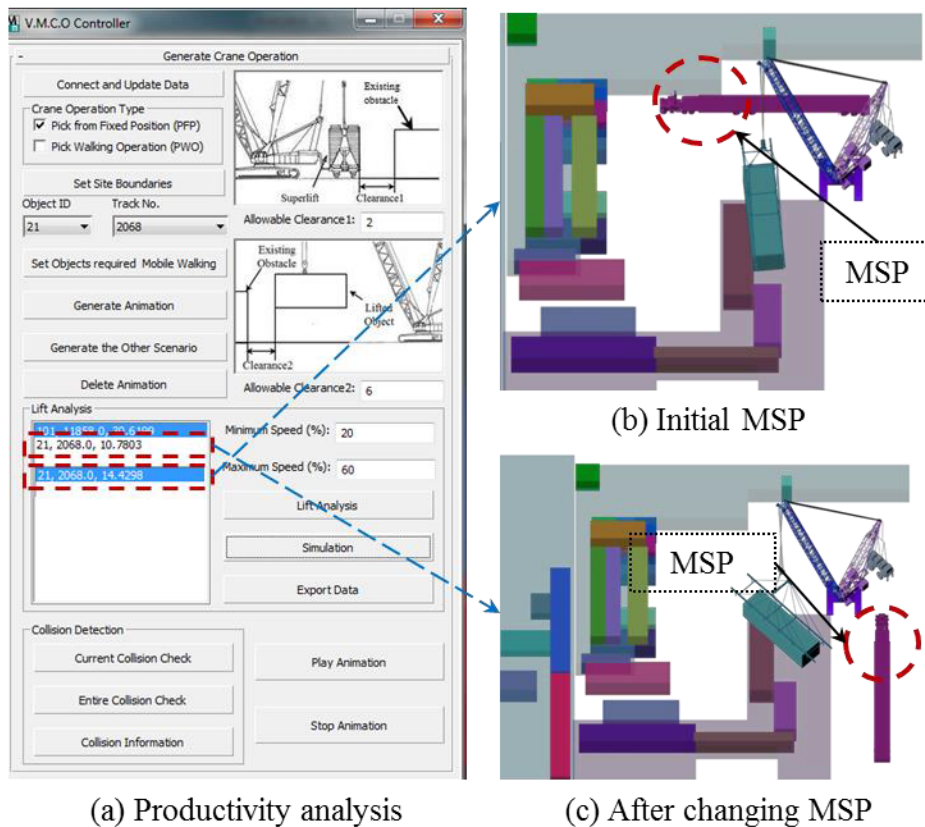 V.M.C.O Controller
Generate Crane Operation
Connect and Update Data
Crane Operation Type
Pick from Fixed Position (PFP)
Pick Walking Operation (PWO)
Set Site Boundaries
Object ID
Track No.
21
2068
Set Objects required Mobile Walking
Generate Animation
Generate the Other Scenario
Delete Animation
Existing
obstacle
Superlift
Clearance1
Allowable Clearance1:
2
Existing
Obstacle
Lifted
Object
Clearance2
Allowable Clearance2:
6
Lift Analysis
21, 2068.0, 10.7803
21, 2068.0, 14.4298
Minimum Speed (%):
20
Maximum Speed (%):
60
Lift Analysis
Simulation
Export Data
Collision Detection
Current Collision Check
Entire Collision Check
Collision Information
Play Animation
Stop Animation
(a) Productivity analysis
MSP
(b) Initial MSP
MSP
(c) After changing MSP